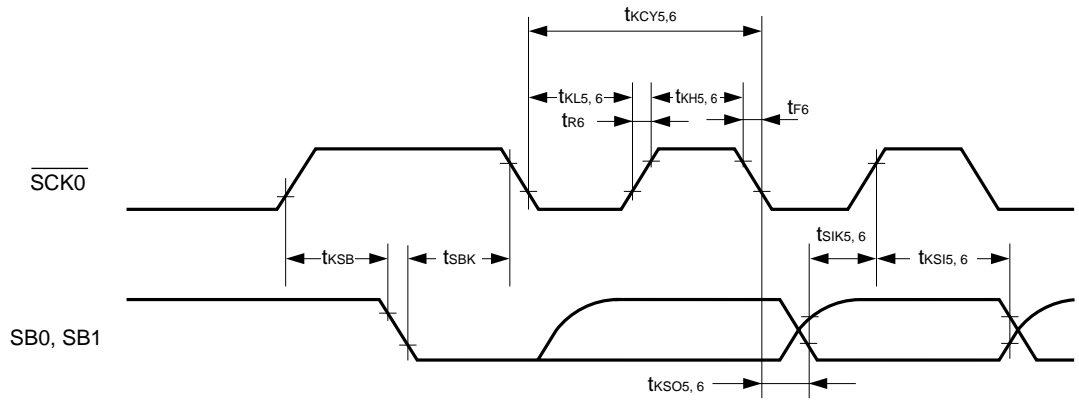 tKCY5,6
tKL5, 6
tKH5, 6
tR6
tF6
SCK0
tSIK5, 6
tKSB
tSBK
tKSI5, 6
SB0, SB1
tKSO5, 6